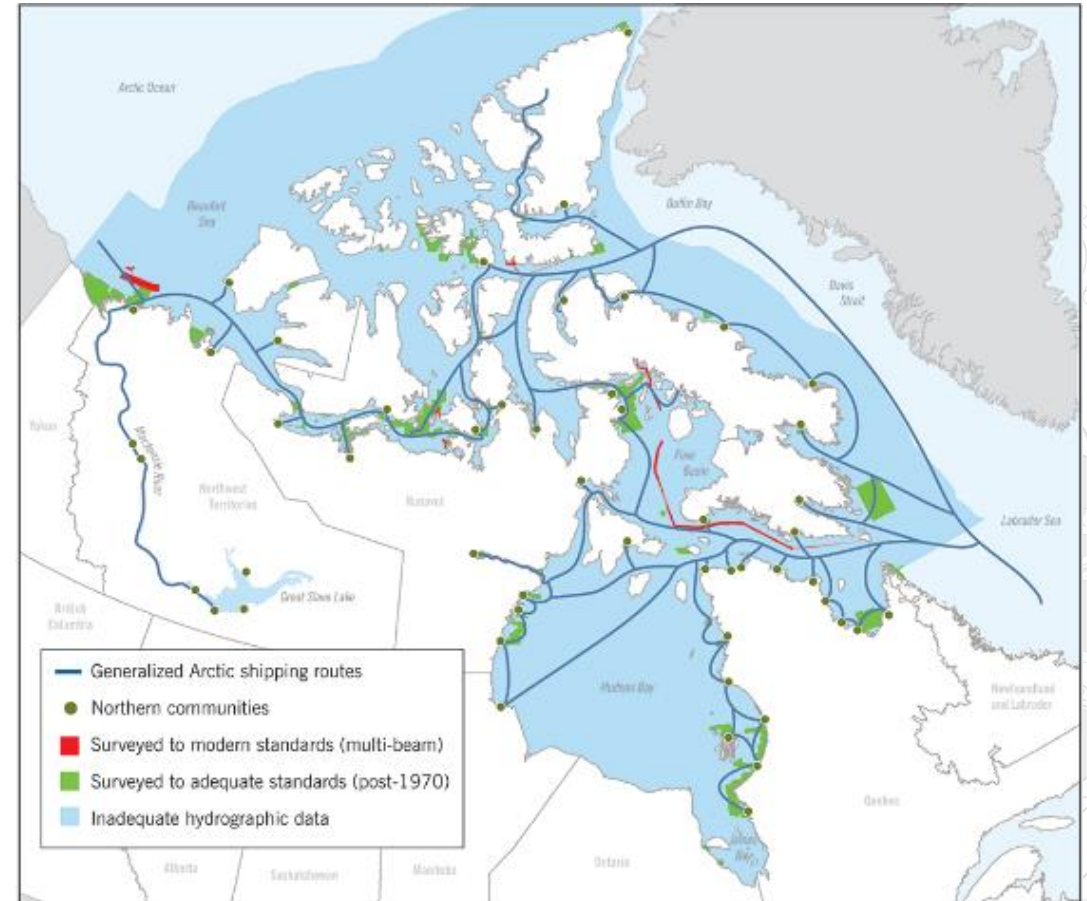 Arctic Ocean
Beaufort
Sea
Baffin Bay
Davis
Strait
Yukon
Mackenzie River
Northwest
Territories
Nunavut
Foxe
Basin
Labrador Sea
Great Slave Lake
British
Columbia
Generalized Arctic shipping routes
Northern communities
Surveyed to modern standards (multi-beam)
Surveyed to adequate standards (post-1970)
Inadequate hydrographic data
Hudson Bay
Newfoundland
and Labrador
Quebec
James
Bay
Alberta
Saskatchewan
Manitoba
Ontario